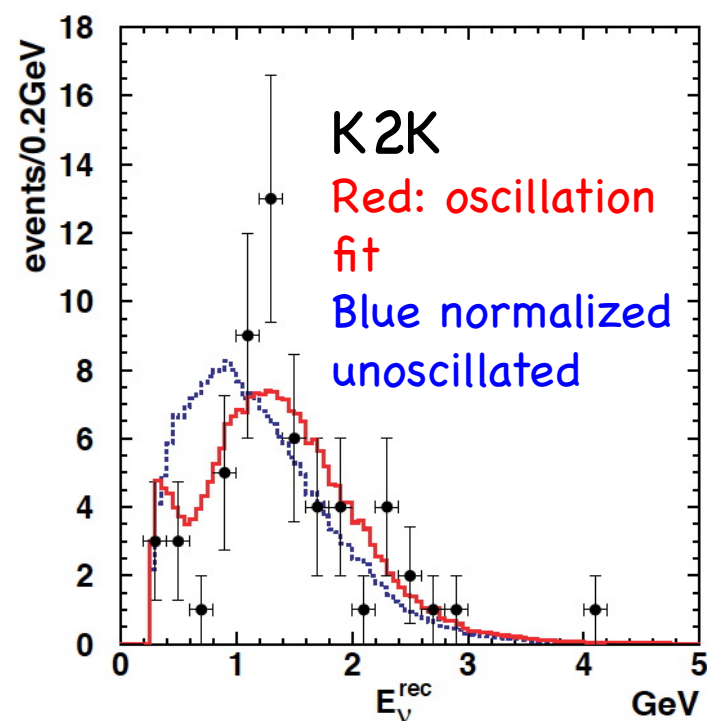 events/0.2GeV
18
16
14
12
10
8
6
4
2
0
K2K
Red: oscillation
fit
Blue normalized
unoscillated
0 1 2 3 4 5
E_ν^rec GeV